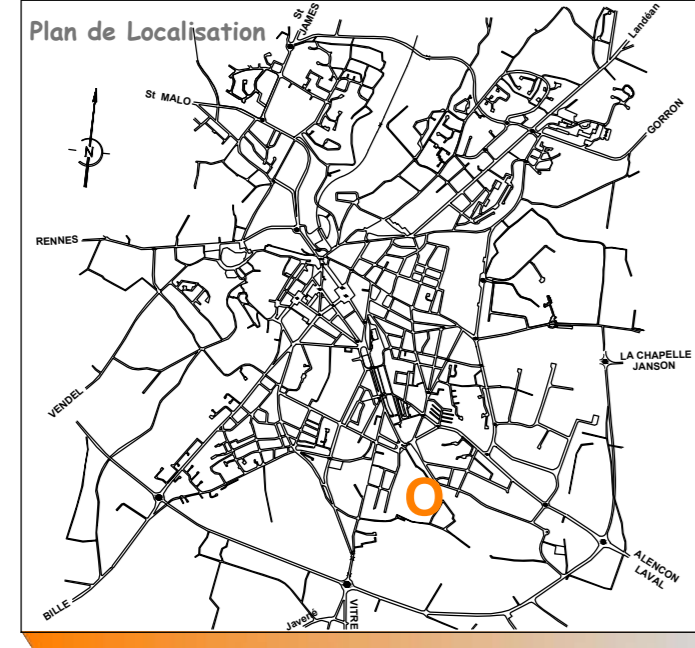 Plan de Localisation
St
JAMES
Landéan
St MALO
GORRON
N
RENNES
LA CHAPELLE
JANSON
VENDEL
O
ALENCON
LAVAL
BILLE
Javené
VITRE